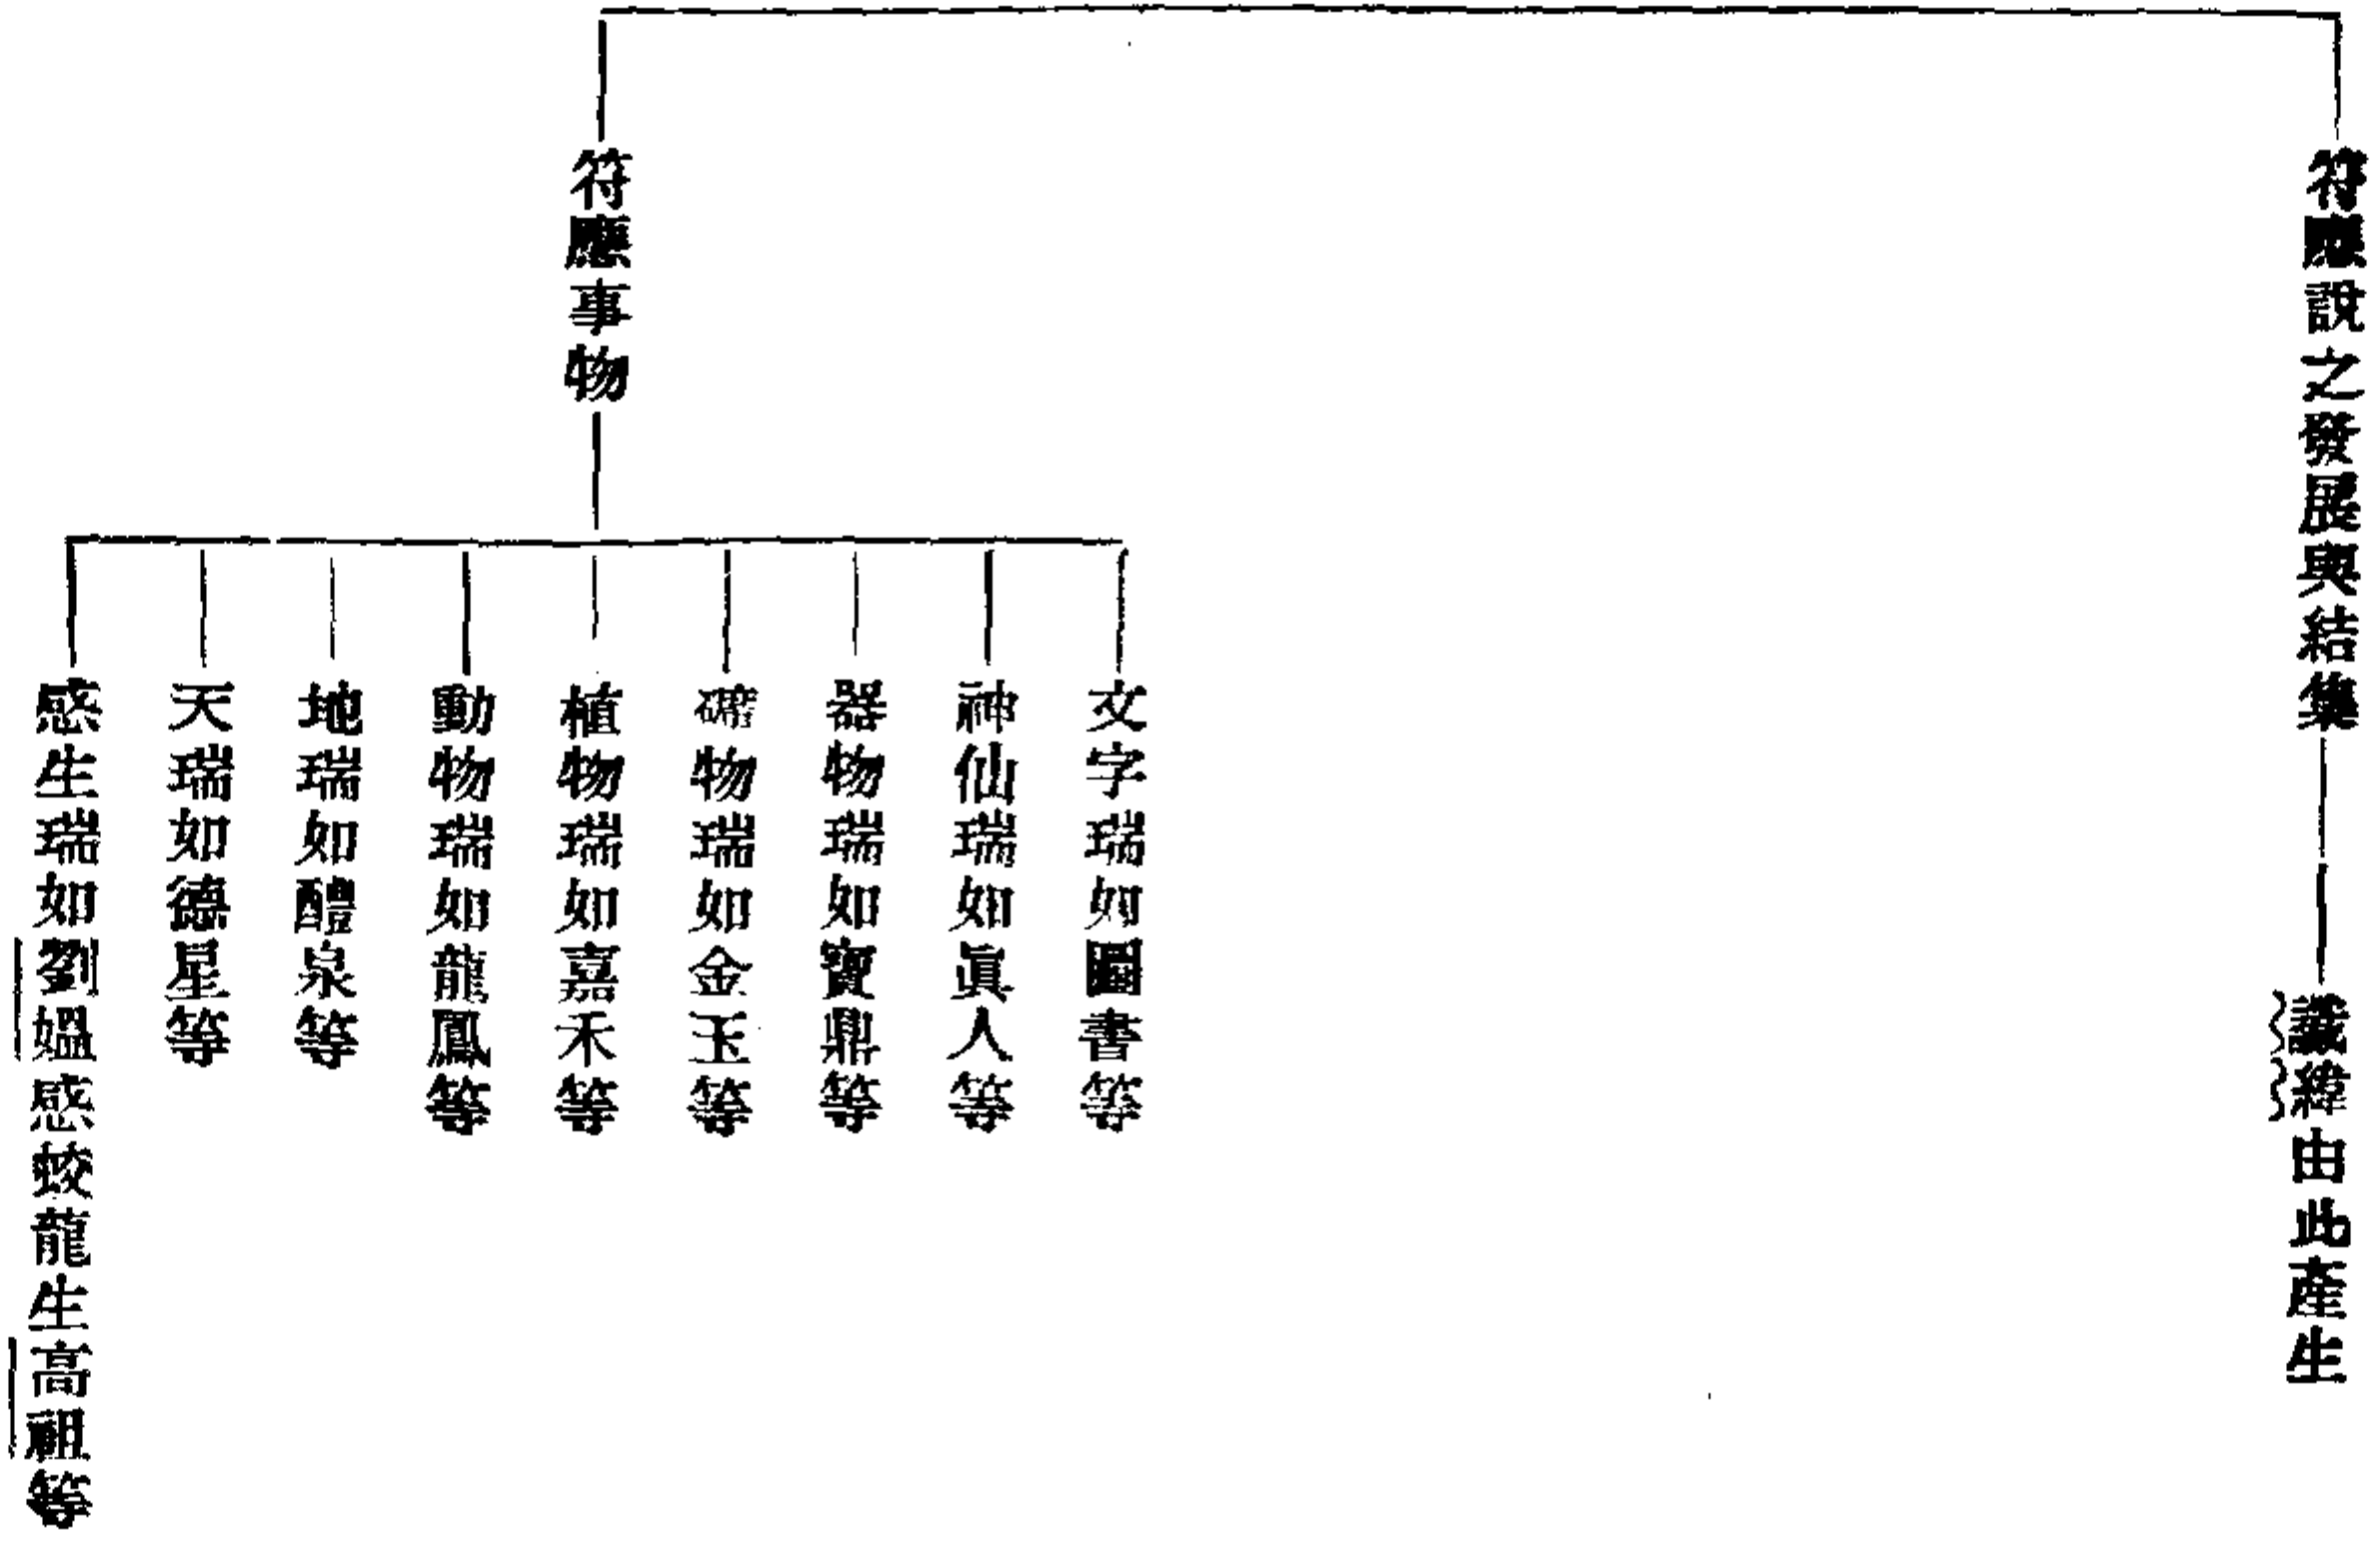 符應說之發展與結集
讖緯由此產生
符應事物
文字瑞如圖書等
神仙瑞如眞人等
器物瑞如寶鼎等
礦物瑞如金玉等
植物瑞如嘉禾等
動物瑞如龍鳳等
地瑞如醴泉等
天瑞如德星等
感生瑞如劉媼感蛟龍生高祖等